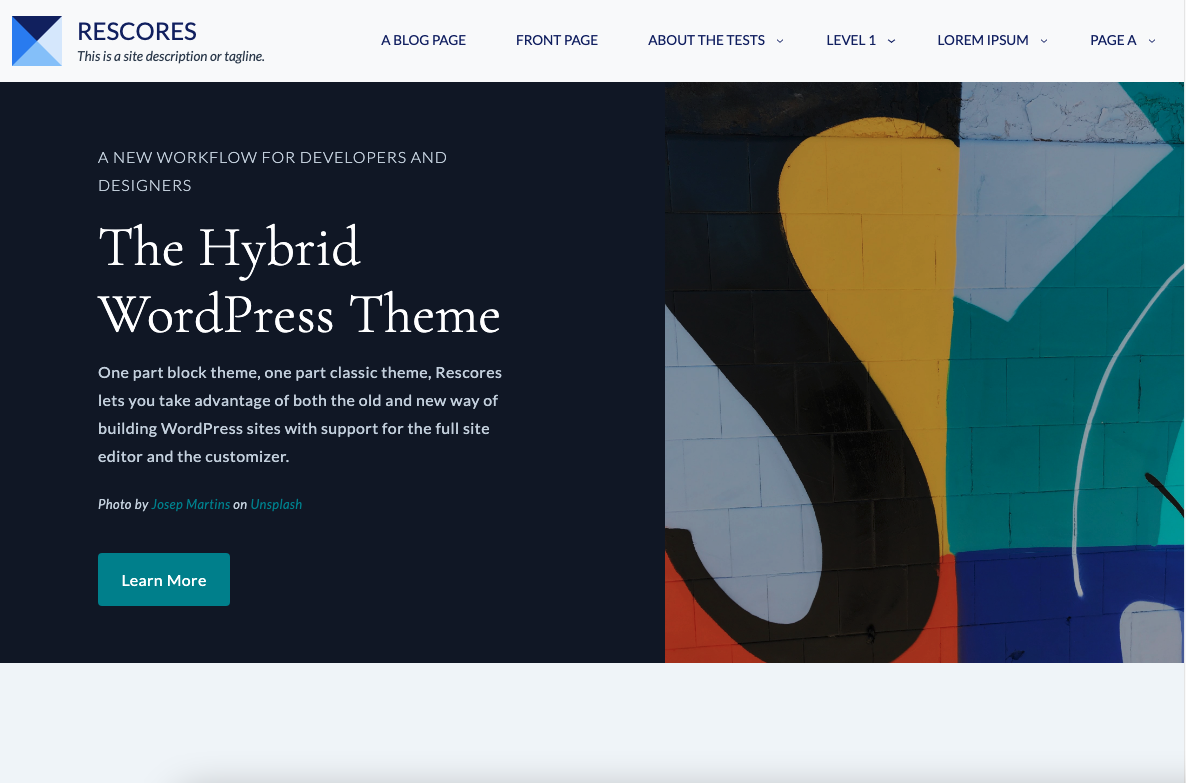 RESCORES
This is a site description or tagline.
A BLOG PAGE
FRONT PAGE
ABOUT THE TESTS
LEVEL 1
LOREM IPSUM
PAGE A
A NEW WORKFLOW FOR DEVELOPERS AND
DESIGNERS
The Hybrid
WordPress Theme
One part block theme, one part classic theme, Rescores
lets you take advantage of both the old and new way of
building WordPress sites with support for the full site
editor and the customizer.
Photo by Josep Martins on Unsplash
Learn More